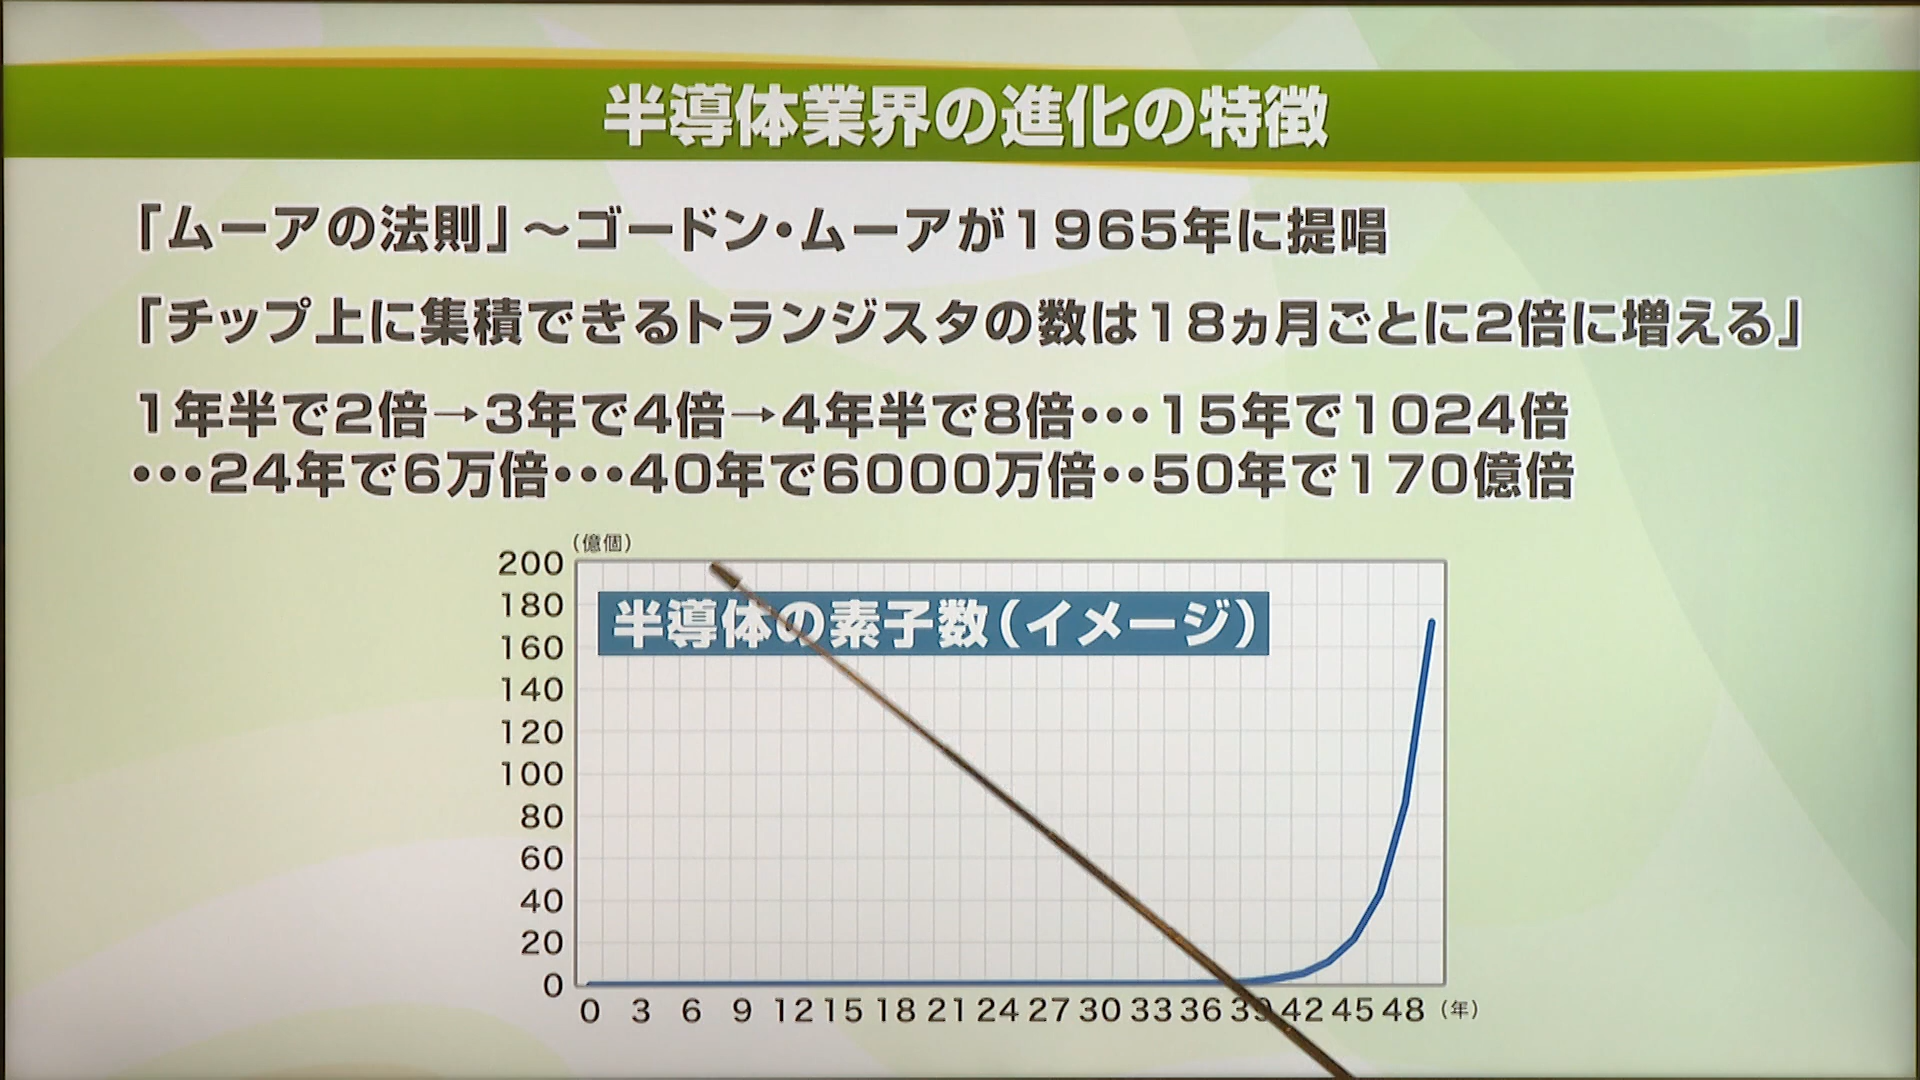 半導体業界の進化の特徴
「ムーアの法則」～ゴードン・ムーアが1965年に提唱
「チップ上に集積できるトランジスタの数は18ヵ月ごとに2倍に増える」
1年半で2倍→3年で4倍→4年半で8倍･･･15年で1024倍
･･･24年で6万倍･･･40年で6000万倍･･50年で170億倍
(億個)
半導体の素子数(イメージ)
200
180
160
140
120
100
80
60
40
20
0
0 3 6 9 12 15 18 21 24 27 30 33 36 39 42 45 48 (年)